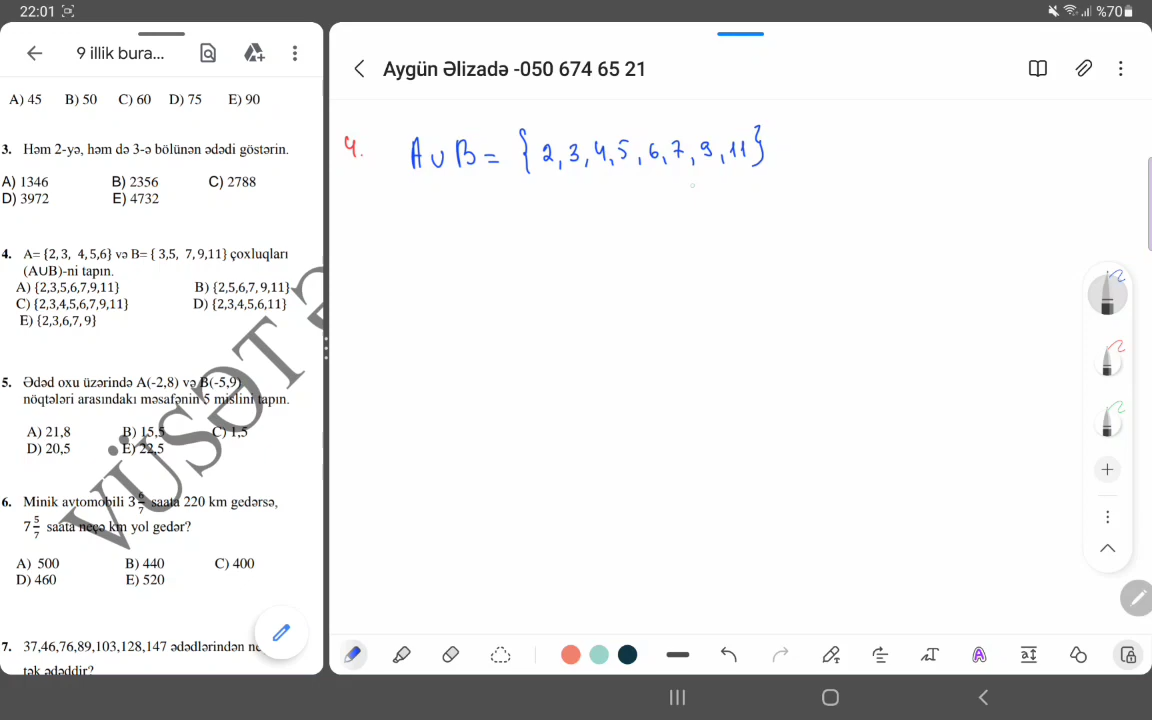 22:01 %70
9 illik bura...
A) 45 B) 50 C) 60 D) 75 E) 90
3. Həm 2-yə, həm də 3-ə bölünən ədədi göstərin.
A) 1346 B) 2356 C) 2788
D) 3972 E) 4732
4. A= {2,3, 4,5,6} və B= { 3,5, 7,9,11} çoxluqları
(AUB)-ni tapın.
A) {2,3,5,6,7,9,11} B) {2,5,6,7,9,11}
C) {2,3,4,5,6,7,9,11} D) {2,3,4,5,6,11}
E) {2,3,6,7,9}
5. Ədəd oxu üzərində A(-2,8) və B(-5,9)
nöqtələri arasındakı məsafənin 5 mislini tapın.
A) 21,8 B) 15,5 C) 1,5
D) 20,5 E) 22,5
6. Minik avtomobili 3 6/7 saata 220 km gedərsə,
7 5/7 saata neçə km yol gedər?
A) 500 B) 440 C) 400
D) 460 E) 520
7. 37,46,76,89,103,128,147 ədədlərindən
tək ədəddir?
VÜSƏT Ə
Aygün Əlizadə -050 674 65 21
4. A∪B = {2,3,4,5,6,7,9,11}